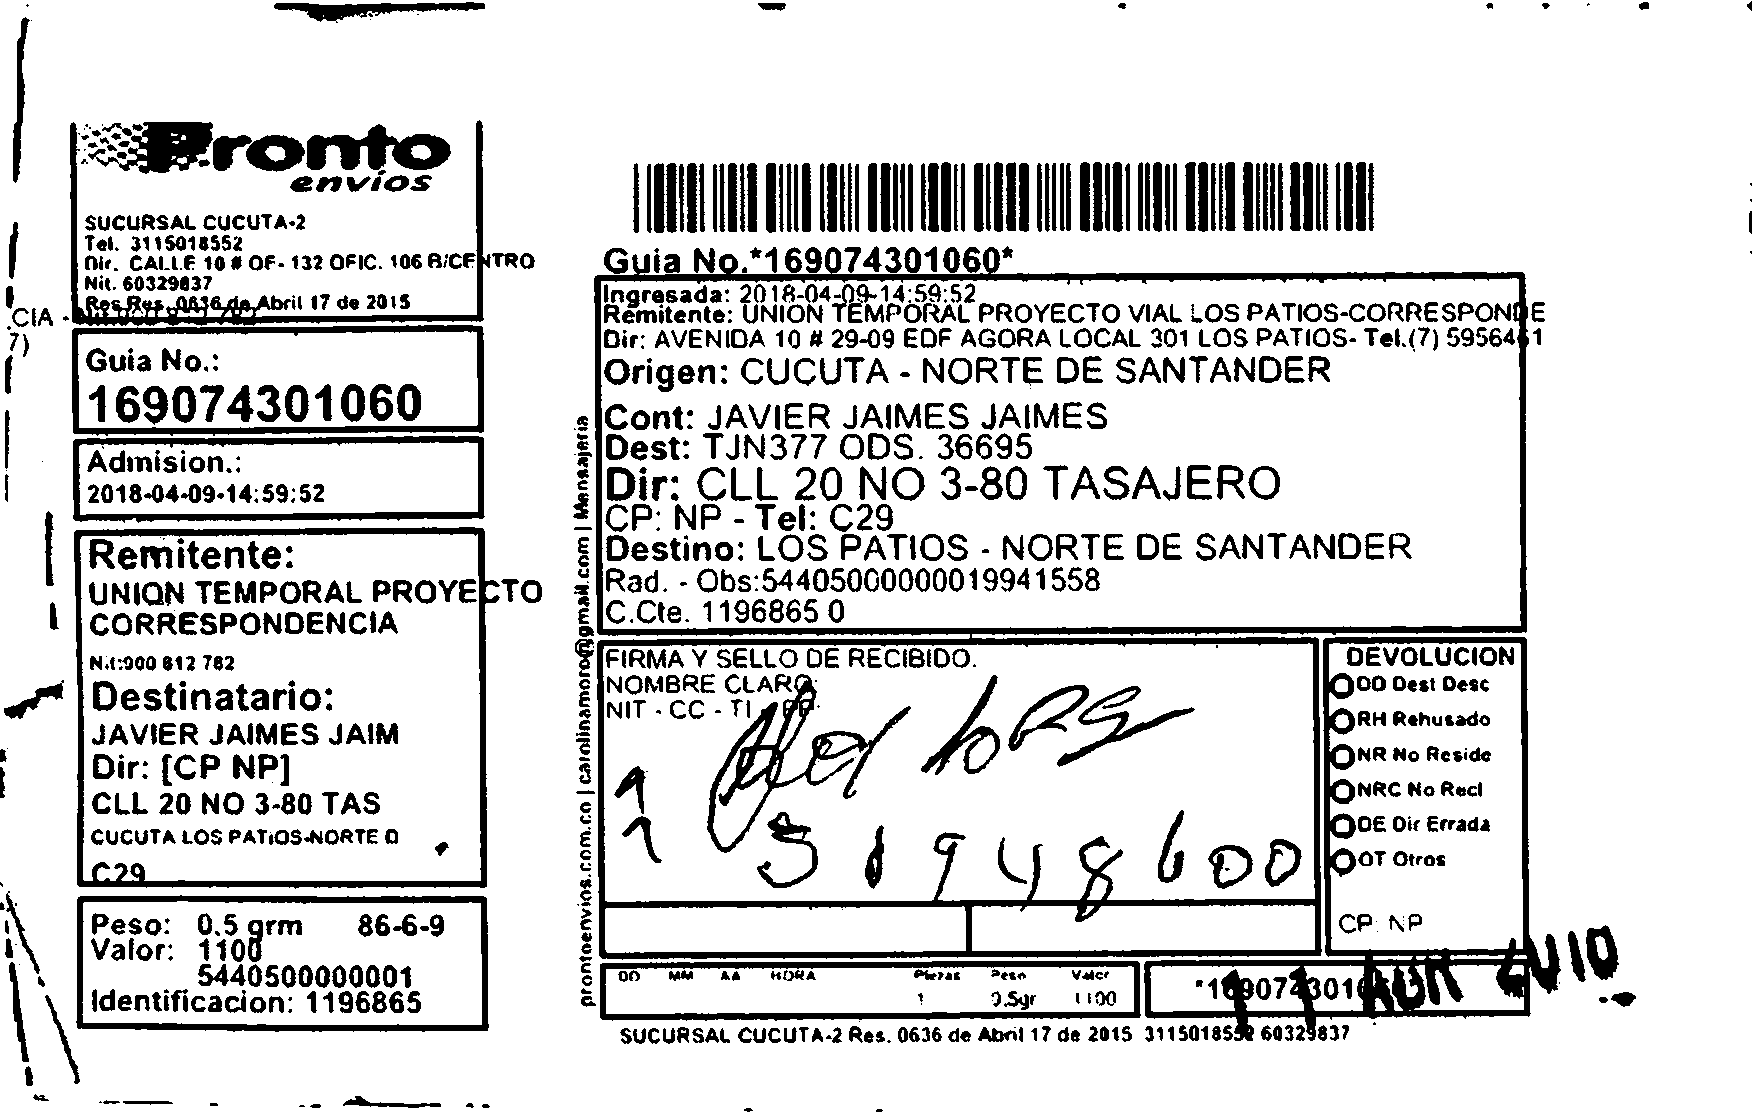 Pronto
envíos
SUCURSAL CUCUTA-2
Tel. 3115018552
Dir. CALLE 10 # OF- 132 OFIC. 106 B/CENTRO
Nit. 60329837
Res Res. 0636 de Abril 17 de 2015
CIA -
7)
Guia No.:
169074301060
Admision.:
2018-04-09-14:59:52
Remitente:
UNION TEMPORAL PROYECTO
CORRESPONDENCIA
Destinatario:
JAVIER JAIMES JAIM
Dir: [CP NP]
CLL 20 NO 3-80 TAS
CUCUTA LOS PATIOS-NORTE D
C29
Peso: 0.5 grm 86-6-9
Valor: 1100
5440500000001
Identificacion: 1196865
prontoenvios.com.co | carolinamoro@gmail.com | Mensajeria
Guia No.*169074301060*
Ingresada: 2018-04-09-14:59:52
Remitente: UNION TEMPORAL PROYECTO VIAL LOS PATIOS-CORRESPONDE
Dir: AVENIDA 10 # 29-09 EDF AGORA LOCAL 301 LOS PATIOS- Tel.(7) 5956461
Origen: CUCUTA - NORTE DE SANTANDER
Cont: JAVIER JAIMES JAIMES
Dest: TJN377 ODS. 36695
Dir: CLL 20 NO 3-80 TASAJERO
CP: NP - Tel: C29
Destino: LOS PATIOS - NORTE DE SANTANDER
Rad. - Obs:54405000000019941558
C.Cte. 1196865 0
FIRMA Y SELLO DE RECIBIDO.
NOMBRE CLARO:
NIT - CC - TI
DEVOLUCION
DD Dest Desc
RH Rehusado
NR No Reside
NRC No Recl
DE Dir Errada
OT Otros
CP: NP
DD MM AA HORA Piezas Peso Valor
1 0.5gr 1100
SUCURSAL CUCUTA-2 Res. 0636 de Abril 17 de 2015 3115018552 60329837